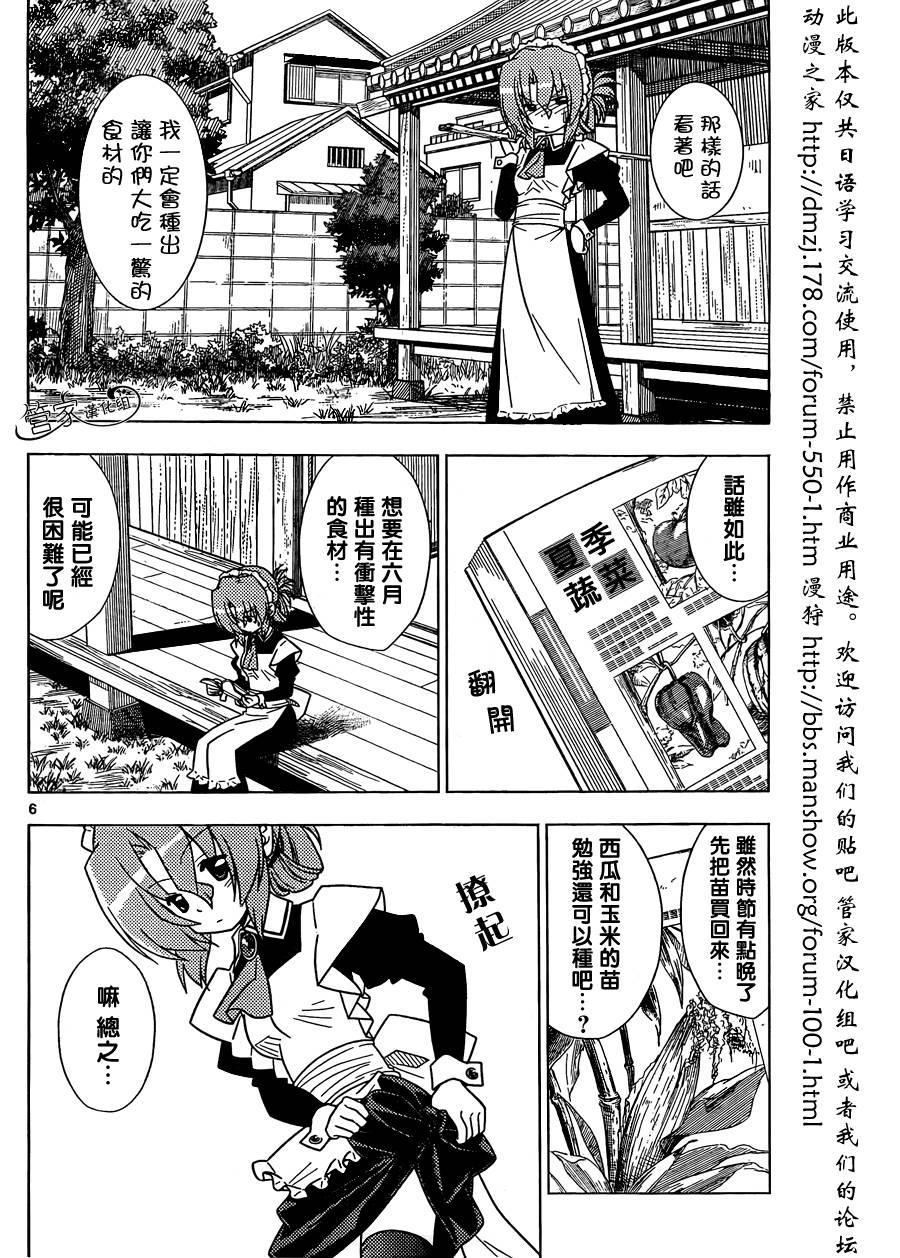 那樣的話
看著吧
我一定會種出
讓你們大吃一驚的
食材的
管家漢化組
話雖如此…
夏季
蔬菜
翻開
想要在六月
種出有衝擊性
的食材…
可能已經
很困難了呢
6
雖然時節有點晚了
先把苗買回來…
西瓜和玉米的苗
勉強還可以種吧…?
撩起
嘛總之…
此版本仅共日语学习交流使用，禁止用作商业用途。欢迎访问我们的贴吧 管家汉化组吧 或者我们的论坛
动漫之家 http://dmzj.178.com/forum-550-1.htm 漫狩 http://bbs.manshow.org/forum-100-1.html